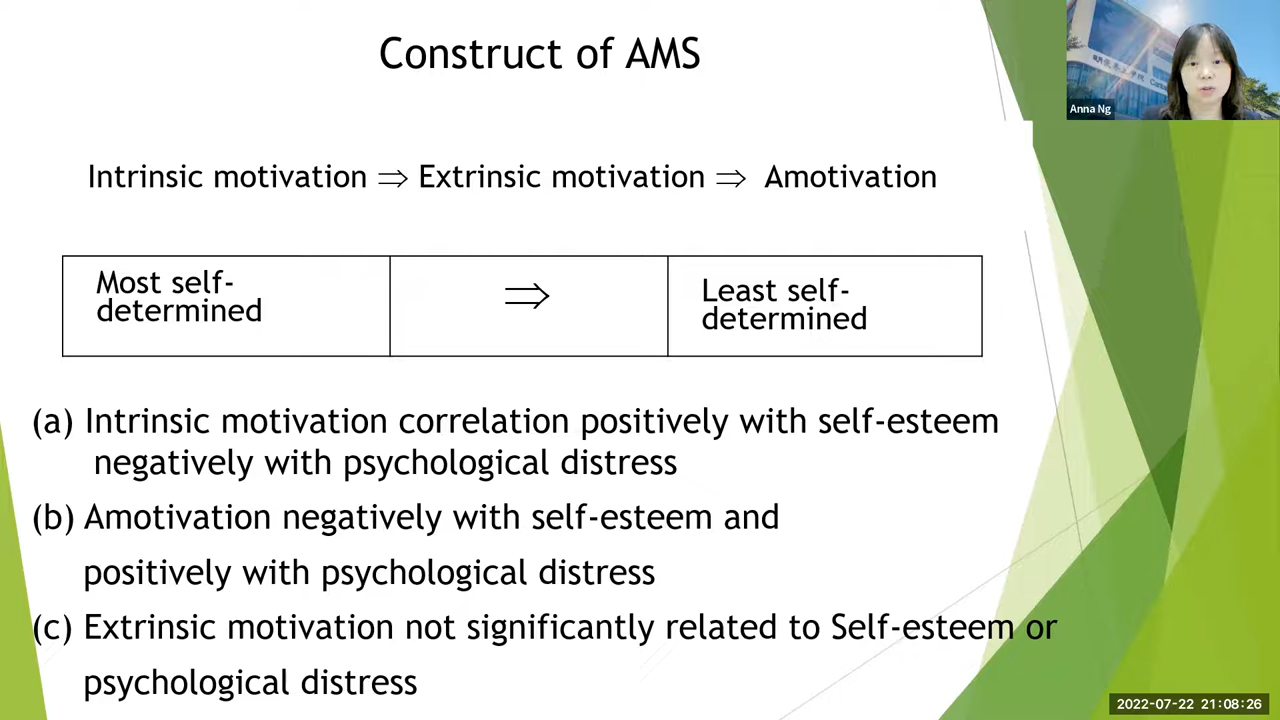 Construct of AMS
Anna Ng
Intrinsic motivation ⇒ Extrinsic motivation ⇒ Amotivation
Most self-
determined
⇒
Least self-
determined
(a) Intrinsic motivation correlation positively with self-esteem
negatively with psychological distress
(b) Amotivation negatively with self-esteem and
positively with psychological distress
(c) Extrinsic motivation not significantly related to Self-esteem or
psychological distress
2022-07-22 21:08:26